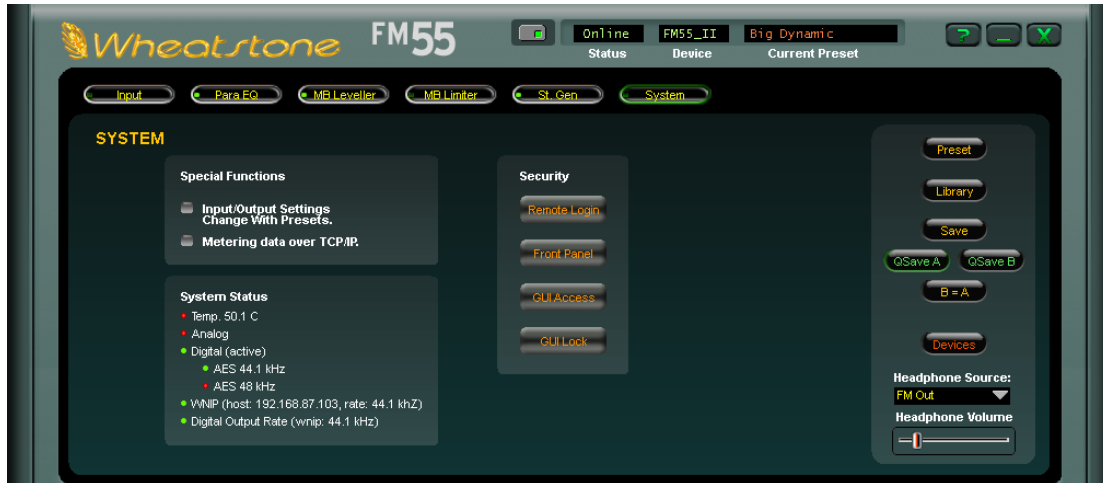 Wheatstone FM55
Online FM55_II Big Dynamic
Status Device Current Preset
? _ X
Input Para EQ MB Leveller MB Limiter St. Gen System
SYSTEM
Special Functions
Input/Output Settings
Change With Presets.
Metering data over TCP/IP.
System Status
Temp. 50.1 C
Analog
Digital (active)
AES 44.1 kHz
AES 48 kHz
WNIP (host: 192.168.87.103, rate: 44.1 khZ)
Digital Output Rate (wnip: 44.1 kHz)
Security
Remote Login
Front Panel
GUI Access
GUI Lock
Preset
Library
Save
QSave A QSave B
B = A
Devices
Headphone Source:
FM Out
Headphone Volume